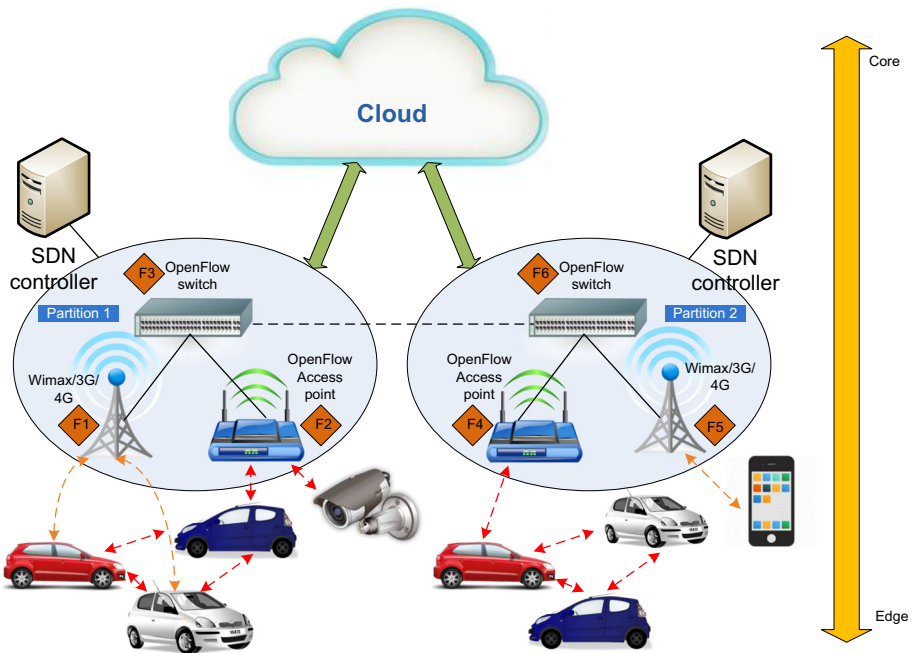 Cloud
Core
SDN
controller
SDN
controller
F3
OpenFlow
switch
F6
OpenFlow
switch
Partition 1
Partition 2
Wimax/3G/
4G
F1
OpenFlow
Access
point
F2
OpenFlow
Access
point
F4
Wimax/3G/
4G
F5
Edge